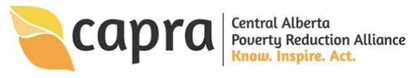 capra
Central Alberta
Poverty Reduction Alliance
Know. Inspire. Act.